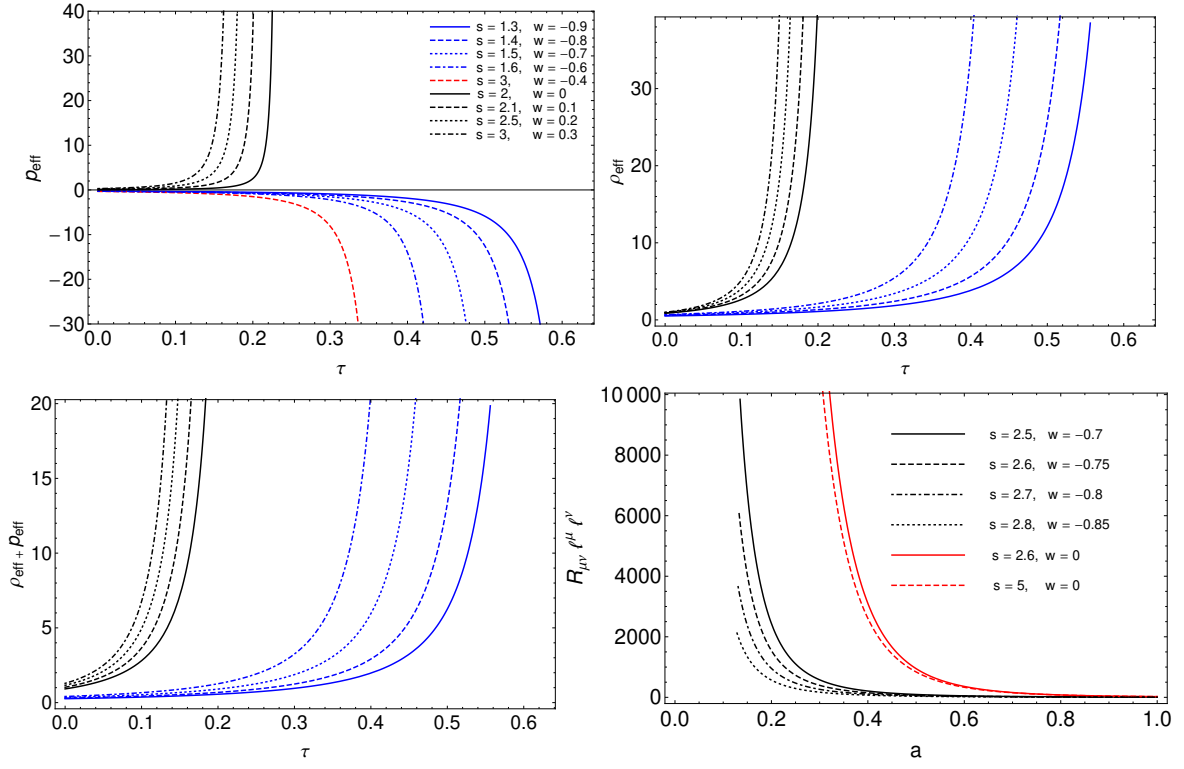 40
30
20
10
0
−10
−20
−30
p_eff
s = 1.3, w = −0.9
s = 1.4, w = −0.8
s = 1.5, w = −0.7
s = 1.6, w = −0.6
s = 3, w = −0.4
s = 2, w = 0
s = 2.1, w = 0.1
s = 2.5, w = 0.2
s = 3, w = 0.3
0.0 0.1 0.2 0.3 0.4 0.5 0.6
τ
30
20
10
0
ρ_eff
0.0 0.1 0.2 0.3 0.4 0.5 0.6
τ
20
15
10
5
0
ρ_eff + p_eff
0.0 0.1 0.2 0.3 0.4 0.5 0.6
τ
10 000
8000
6000
4000
2000
0
R_μν ℓ^μ ℓ^ν
s = 2.5, w = −0.7
s = 2.6, w = −0.75
s = 2.7, w = −0.8
s = 2.8, w = −0.85
s = 2.6, w = 0
s = 5, w = 0
0.0 0.2 0.4 0.6 0.8 1.0
a